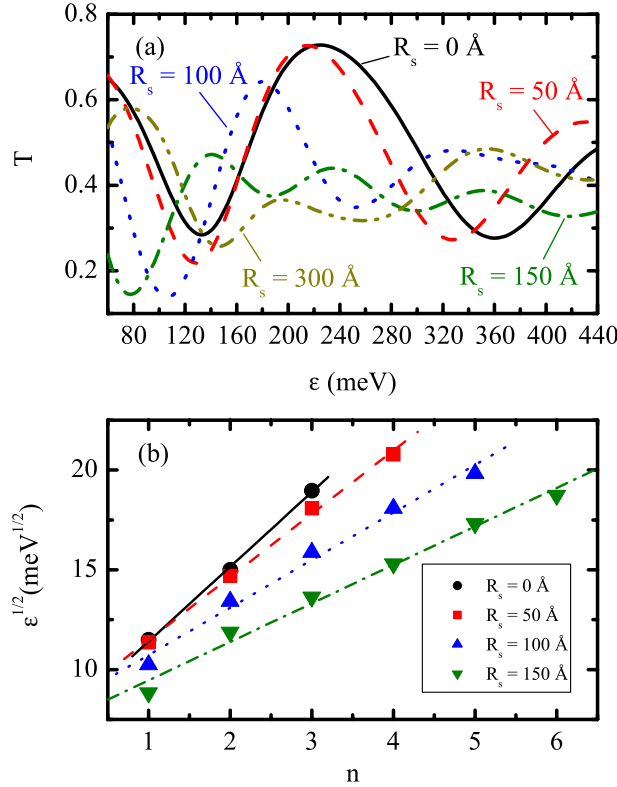 (a)
R_s = 0 Å
R_s = 100 Å
R_s = 50 Å
R_s = 300 Å
R_s = 150 Å
T
0.8
0.6
0.4
0.2
60 80 120 160 200 240 280 320 360 400 440
ε (meV)
(b)
ε^1/2(meV^1/2)
20
15
10
R_s = 0 Å
R_s = 50 Å
R_s = 100 Å
R_s = 150 Å
1 2 3 4 5 6
n